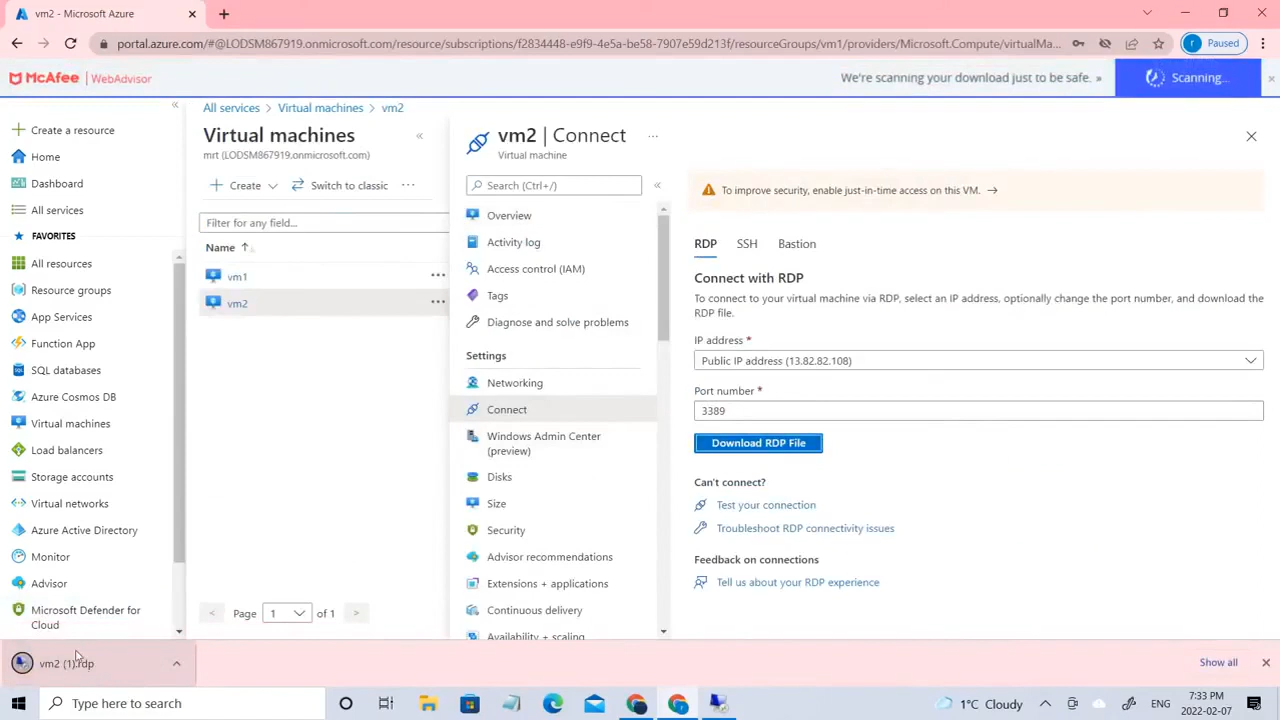 vm2 - Microsoft Azure
portal.azure.com/#@LODSM867919.onmicrosoft.com/resource/subscriptions/f2834448-e9f9-4e5a-be58-7907e59d213f/resourceGroups/vm1/providers/Microsoft.Compute/virtualMa...
r Paused
McAfee | WebAdvisor
We're scanning your download just to be safe. »
Scanning...
Create a resource
Home
Dashboard
All services
FAVORITES
All resources
Resource groups
App Services
Function App
SQL databases
Azure Cosmos DB
Virtual machines
Load balancers
Storage accounts
Virtual networks
Azure Active Directory
Monitor
Advisor
Microsoft Defender for
Cloud
All services > Virtual machines > vm2
Virtual machines
mrt (LODSM867919.onmicrosoft.com)
Create
Switch to classic
Filter for any field...
Name ↑
vm1
vm2
< Page 1 of 1 >
vm2 | Connect
Virtual machine
Search (Ctrl+/)
Overview
Activity log
Access control (IAM)
Tags
Diagnose and solve problems
Settings
Networking
Connect
Windows Admin Center
(preview)
Disks
Size
Security
Advisor recommendations
Extensions + applications
Continuous delivery
Availability + scaling
To improve security, enable just-in-time access on this VM. →
RDP SSH Bastion
Connect with RDP
To connect to your virtual machine via RDP, select an IP address, optionally change the port number, and download the
RDP file.
IP address *
Public IP address (13.82.82.108)
Port number *
3389
Download RDP File
Can't connect?
Test your connection
Troubleshoot RDP connectivity issues
Feedback on connections
Tell us about your RDP experience
vm2 (1).rdp
Show all
Type here to search
1°C Cloudy
ENG
7:33 PM
2022-02-07